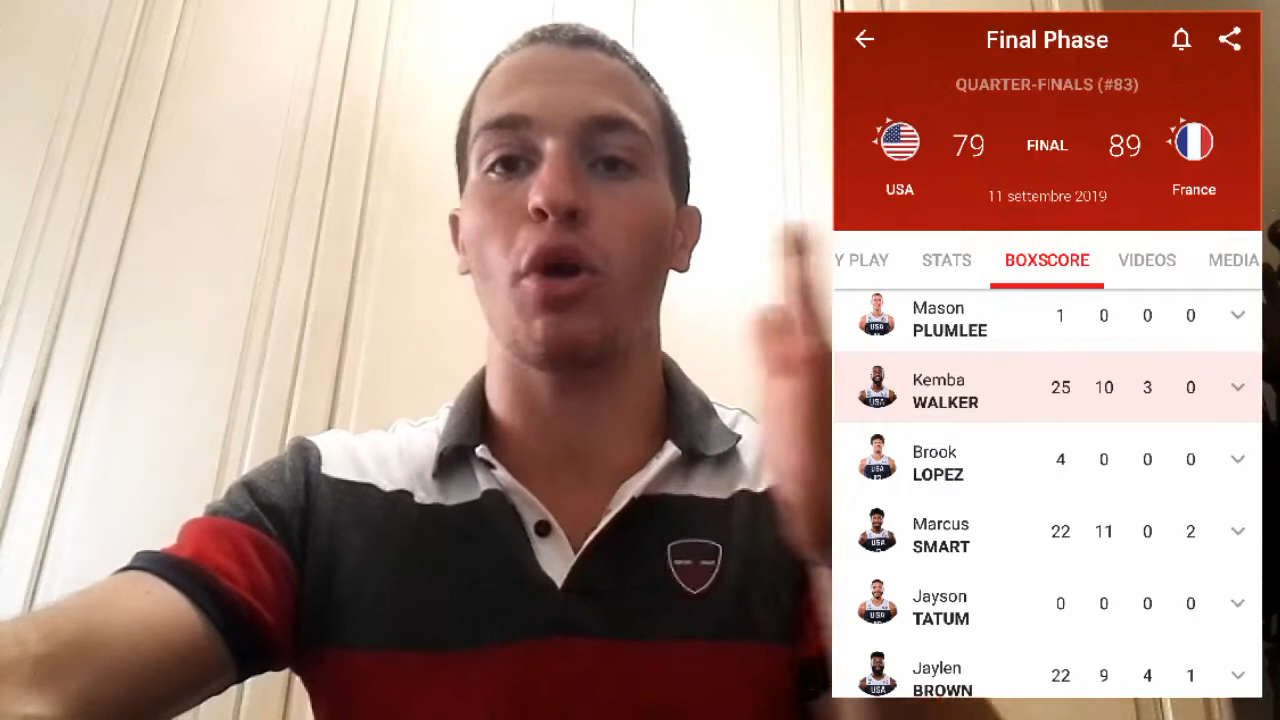 Final Phase
QUARTER-FINALS (#83)
79 FINAL 89
USA France
11 settembre 2019
Y PLAY STATS BOXSCORE VIDEOS MEDIA
Mason
PLUMLEE 1 0 0 0
Kemba
WALKER 25 10 3 0
Brook
LOPEZ 4 0 0 0
Marcus
SMART 22 11 0 2
Jayson
TATUM 0 0 0 0
Jaylen
BROWN 22 9 4 1